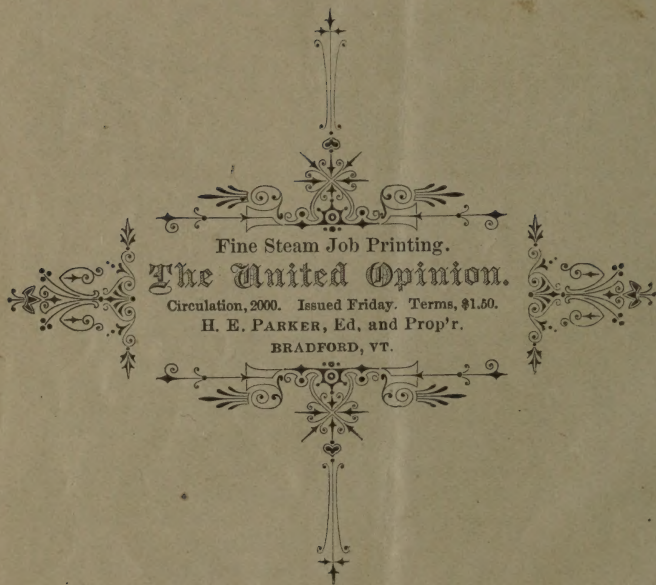 Fine Steam Job Printing.
The United Opinion.
Circulation, 2000. Issued Friday. Terms, $1.50.
H. E. PARKER, Ed, and Prop'r.
BRADFORD, VT.